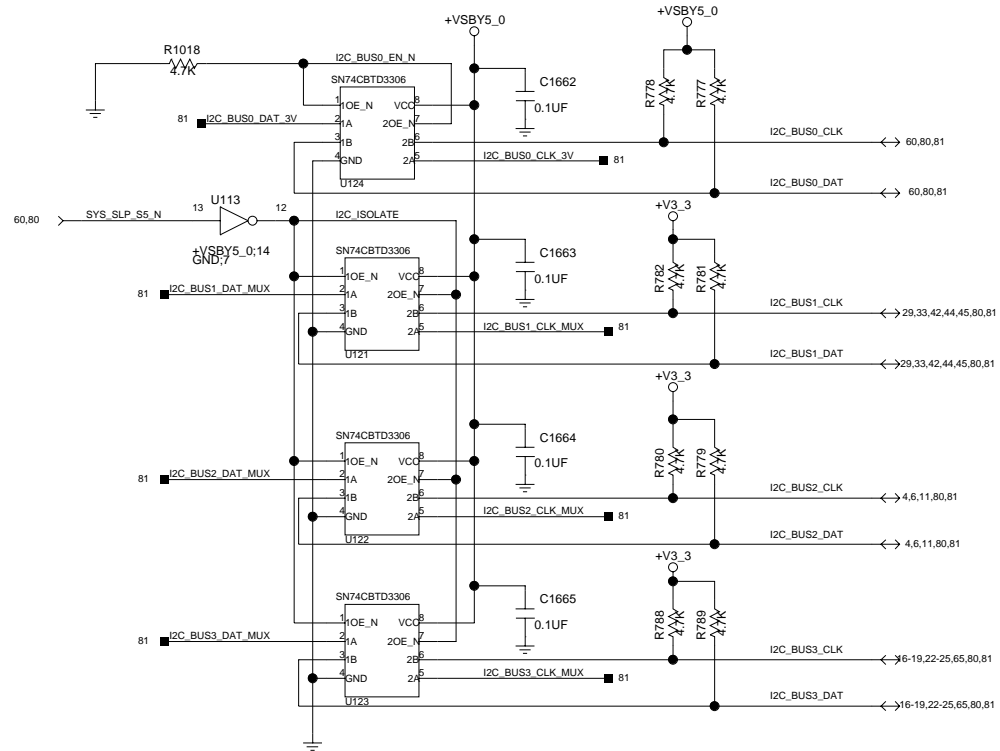 +VSBY5_0
+VSBY5_0
R1018
4.7K
I2C_BUS0_EN_N
SN74CBTD3306
C1662
0.1UF
R778
4.7K
R777
4.7K
1 1OE_N VCC 8
81 I2C_BUS0_DAT_3V 2 1A 2OE_N 7
3 1B 2B 6 I2C_BUS0_CLK 60,80,81
4 GND 2A 5 I2C_BUS0_CLK_3V 81
U124
I2C_BUS0_DAT 60,80,81
60,80 SYS_SLP_S5_N 13 U113 12 I2C_ISOLATE
+VSBY5_0;14
GND;7
+V3_3
SN74CBTD3306
C1663
0.1UF
R782
4.7K
R781
4.7K
1 1OE_N VCC 8
81 I2C_BUS1_DAT_MUX 2 1A 2OE_N 7
3 1B 2B 6 I2C_BUS1_CLK 29,33,42,44,45,80,81
4 GND 2A 5 I2C_BUS1_CLK_MUX 81
U121
I2C_BUS1_DAT 29,33,42,44,45,80,81
+V3_3
SN74CBTD3306
C1664
0.1UF
R780
4.7K
R779
4.7K
1 1OE_N VCC 8
81 I2C_BUS2_DAT_MUX 2 1A 2OE_N 7
3 1B 2B 6 I2C_BUS2_CLK 4,6,11,80,81
4 GND 2A 5 I2C_BUS2_CLK_MUX 81
U122
I2C_BUS2_DAT 4,6,11,80,81
+V3_3
SN74CBTD3306
C1665
0.1UF
R788
4.7K
R789
4.7K
1 1OE_N VCC 8
81 I2C_BUS3_DAT_MUX 2 1A 2OE_N 7
3 1B 2B 6 I2C_BUS3_CLK 16-19,22-25,65,80,81
4 GND 2A 5 I2C_BUS3_CLK_MUX 81
U123
I2C_BUS3_DAT 16-19,22-25,65,80,81